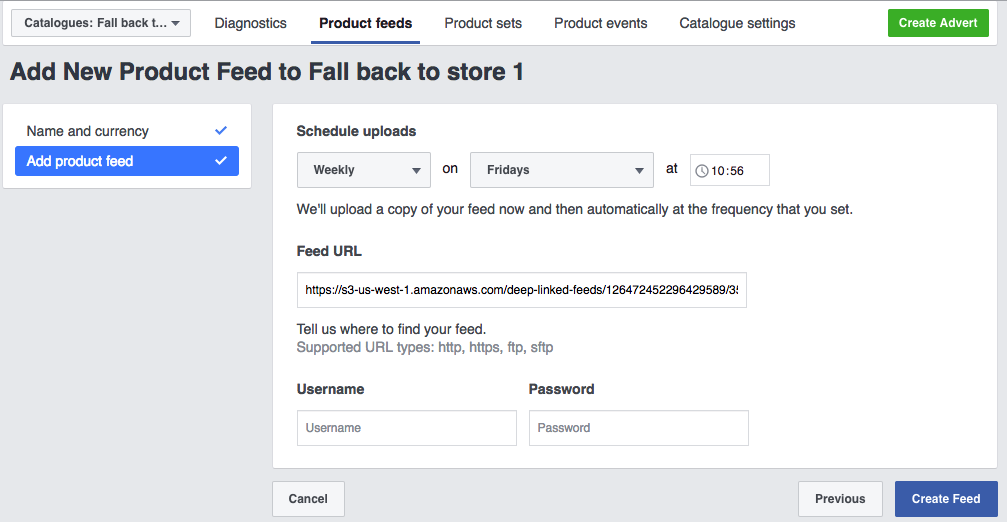 Catalogues: Fall back t...
Diagnostics
Product feeds
Product sets
Product events
Catalogue settings
Create Advert
Add New Product Feed to Fall back to store 1
Name and currency
Add product feed
Schedule uploads
Weekly on Fridays at 10:56
We'll upload a copy of your feed now and then automatically at the frequency that you set.
Feed URL
https://s3-us-west-1.amazonaws.com/deep-linked-feeds/126472452296429589/35
Tell us where to find your feed.
Supported URL types: http, https, ftp, sftp
Username Password
Username Password
Cancel
Previous
Create Feed